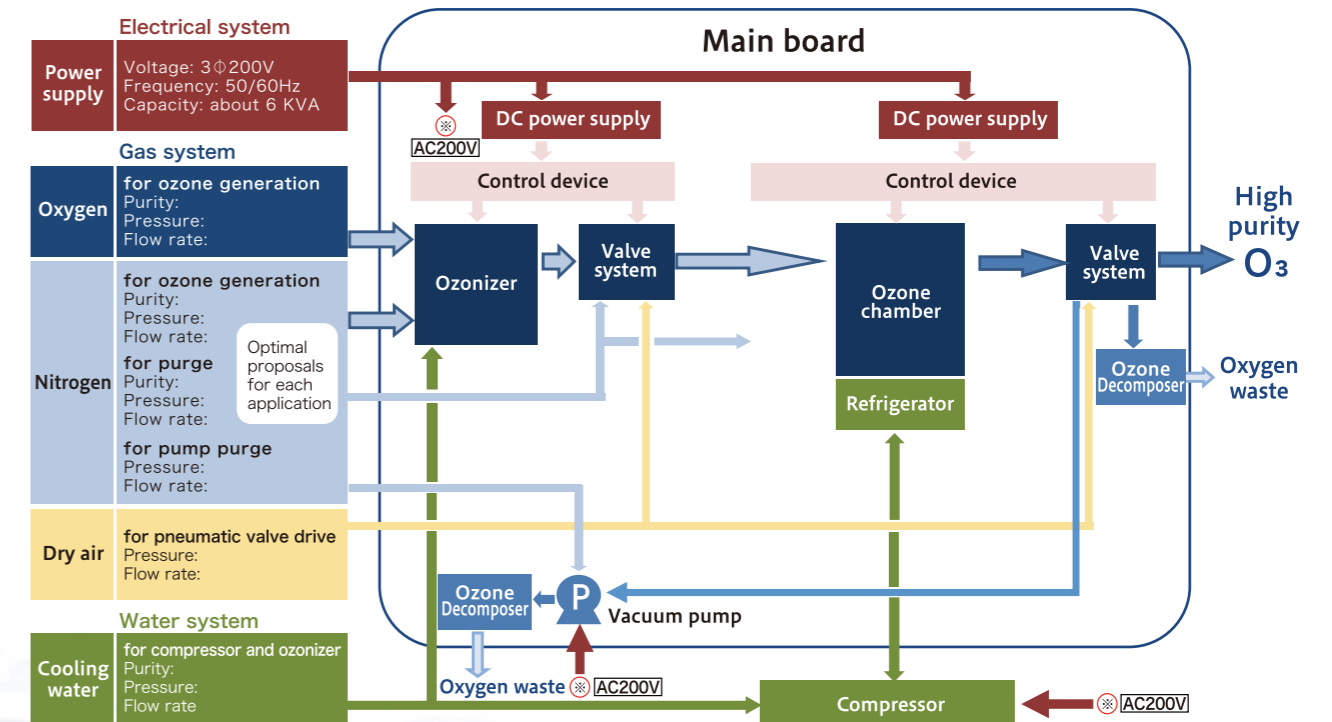 Electrical system
Power
supply
Voltage: 3Φ200V
Frequency: 50/60Hz
Capacity: about 6 KVA
Gas system
Oxygen
for ozone generation
Purity:
Pressure:
Flow rate:
Nitrogen
for ozone generation
Purity:
Pressure:
Flow rate:
for purge
Purity:
Pressure:
Flow rate:
Optimal
proposals
for each
application
for pump purge
Pressure:
Flow rate:
Dry air
for pneumatic valve drive
Pressure:
Flow rate:
Water system
Cooling
water
for compressor and ozonizer
Purity:
Pressure:
Flow rate
Main board
※
AC200V
DC power supply
DC power supply
Control device
Control device
Ozonizer
Valve
system
Ozone
chamber
Refrigerator
Valve
system
High
purity
O₃
Ozone
Decomposer
Oxygen
waste
Ozone
Decomposer
P
Vacuum pump
Oxygen waste
※ AC200V
Compressor
※ AC200V